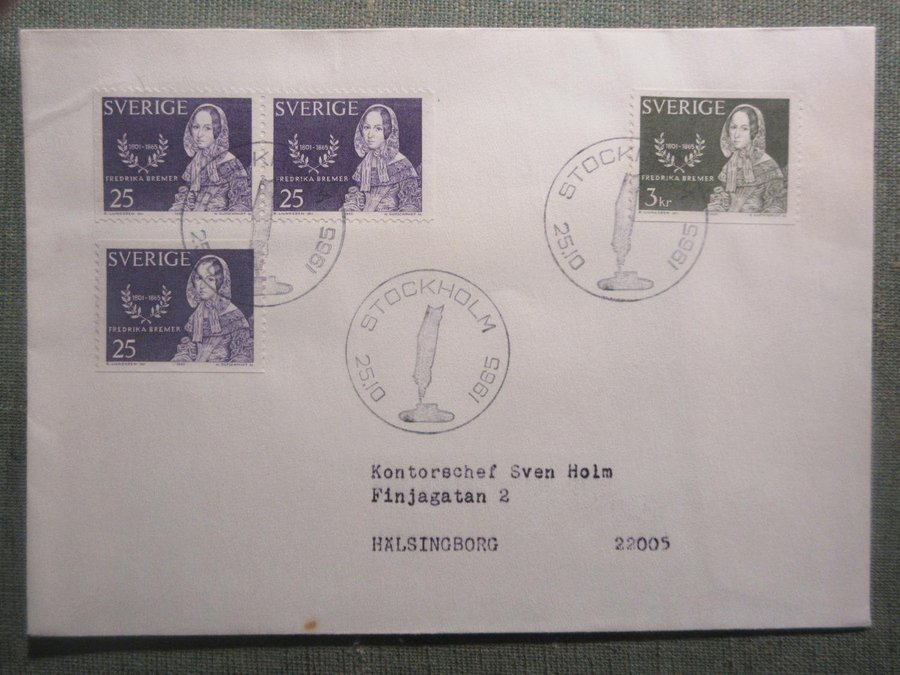 SVERIGE
1801-1865
FREDRIKA BREMER
25
SVERIGE
1801-1865
FREDRIKA BREMER
25
SVERIGE
1801-1865
FREDRIKA BREMER
3kr
SVERIGE
1801-1865
FREDRIKA BREMER
25
STOCKHOLM
25.10
1965
STOCK
25.10
1965
1965
Kontorschef Sven Holm
Finjagatan 2
HÄLSINGBORG 22005